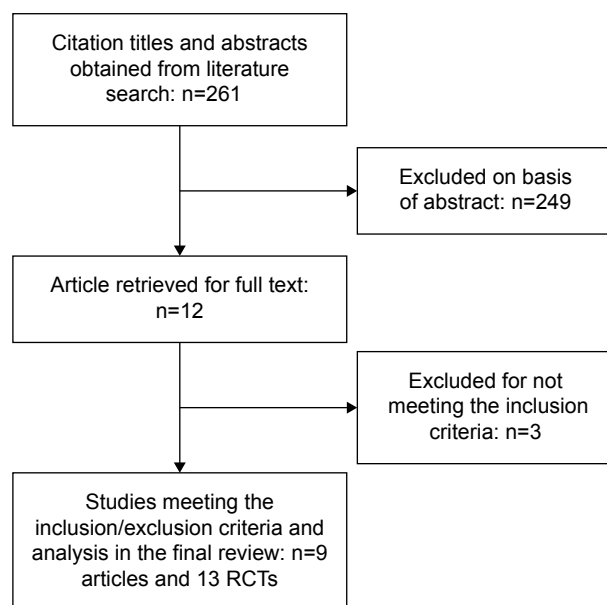 Citation titles and abstracts
obtained from literature
search: n=261
Excluded on basis
of abstract: n=249
Article retrieved for full text:
n=12
Excluded for not
meeting the inclusion
criteria: n=3
Studies meeting the
inclusion/exclusion criteria and
analysis in the final review: n=9
articles and 13 RCTs